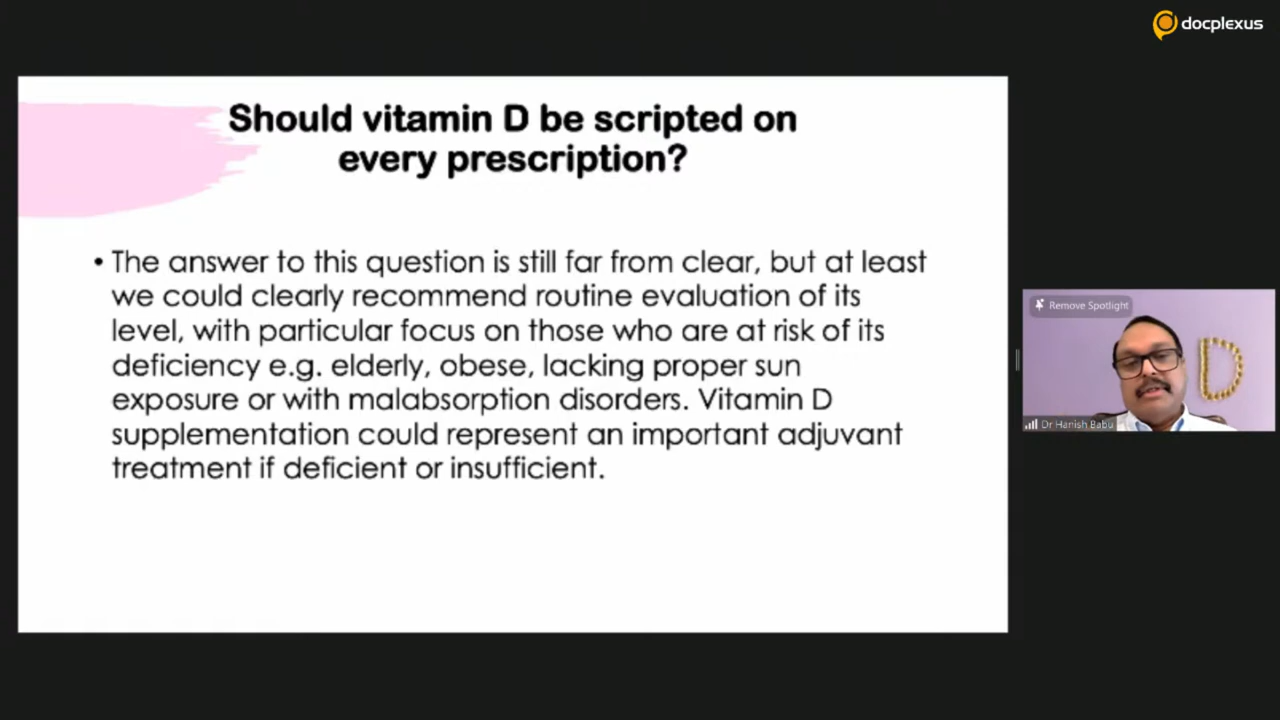 docplexus
Should vitamin D be scripted on
every prescription?
• The answer to this question is still far from clear, but at least
we could clearly recommend routine evaluation of its
level, with particular focus on those who are at risk of its
deficiency e.g. elderly, obese, lacking proper sun
exposure or with malabsorption disorders. Vitamin D
supplementation could represent an important adjuvant
treatment if deficient or insufficient.
Remove Spotlight
D
Dr Hanish Babu